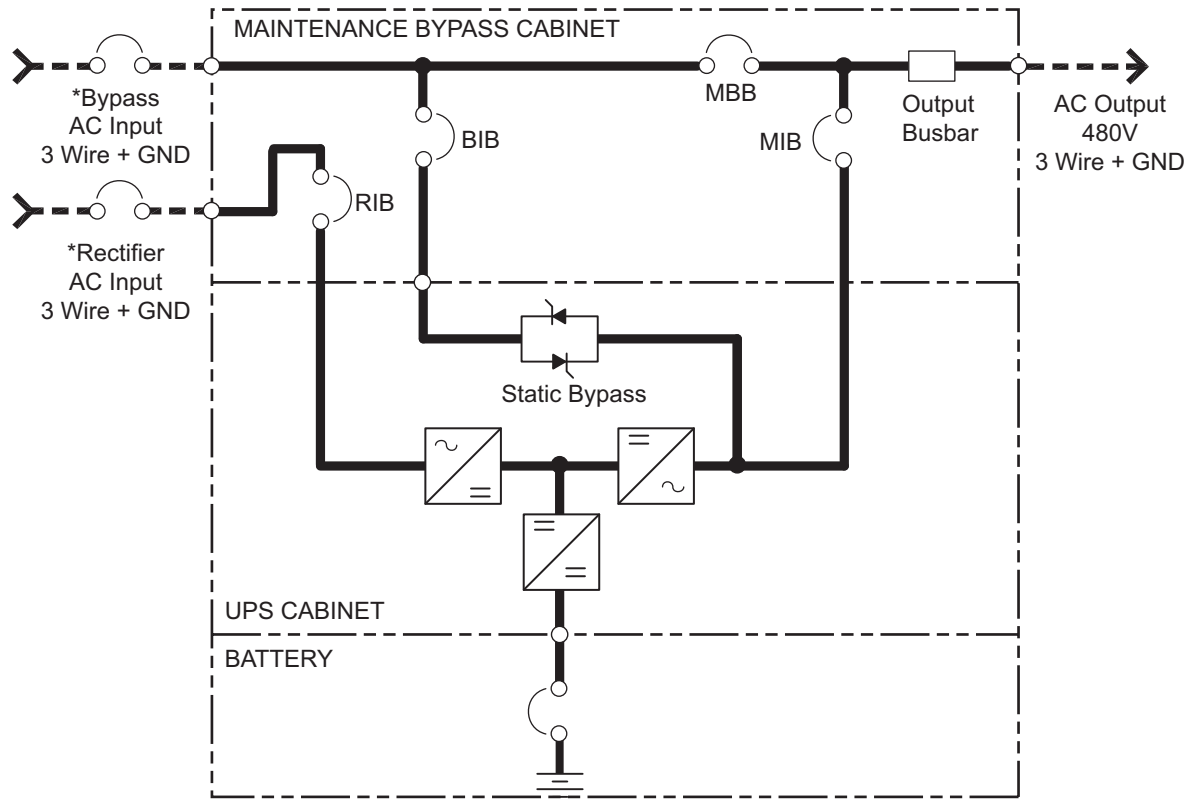 MAINTENANCE BYPASS CABINET
*Bypass
AC Input
3 Wire + GND
BIB
MBB
MIB
Output
Busbar
AC Output
480V
3 Wire + GND
RIB
*Rectifier
AC Input
3 Wire + GND
Static Bypass
UPS CABINET
BATTERY